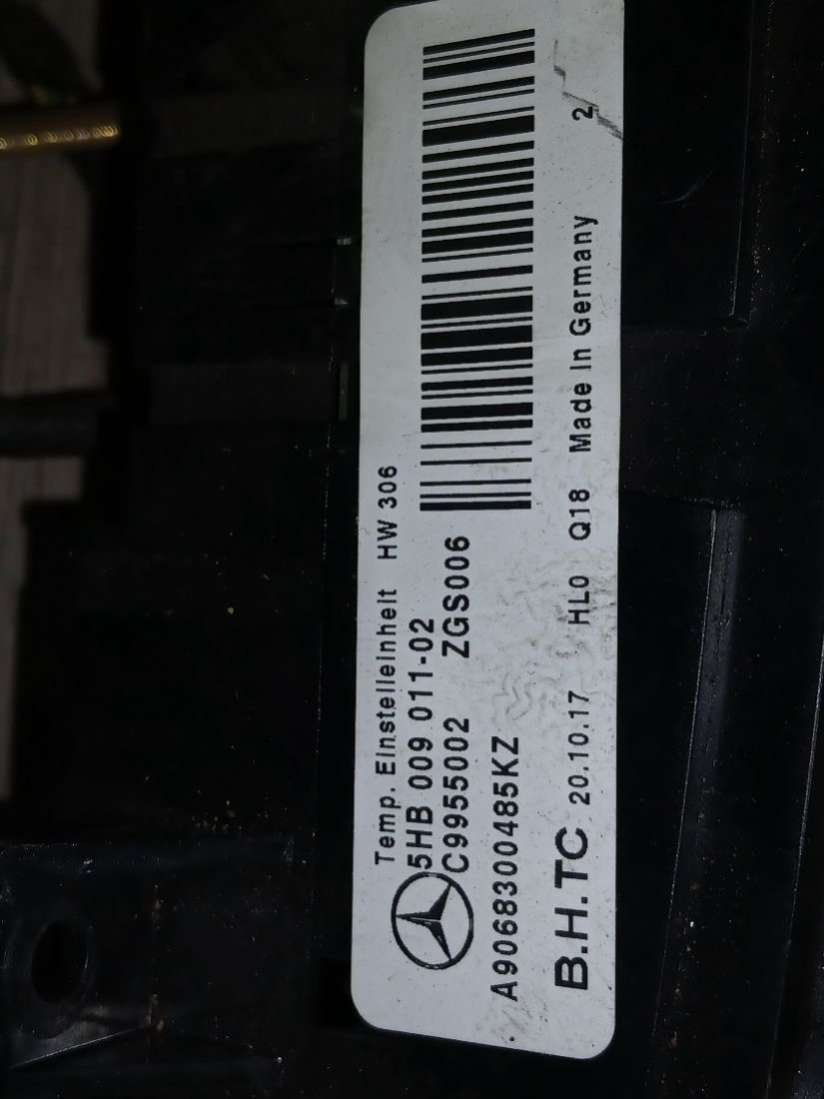 Temp. Einstelleinheit HW 306
5HB 009 011-02
C9955002 ZGS006
A9068300485KZ
B.H.TC 20.10.17 HL0 Q18 Made In Germany 2